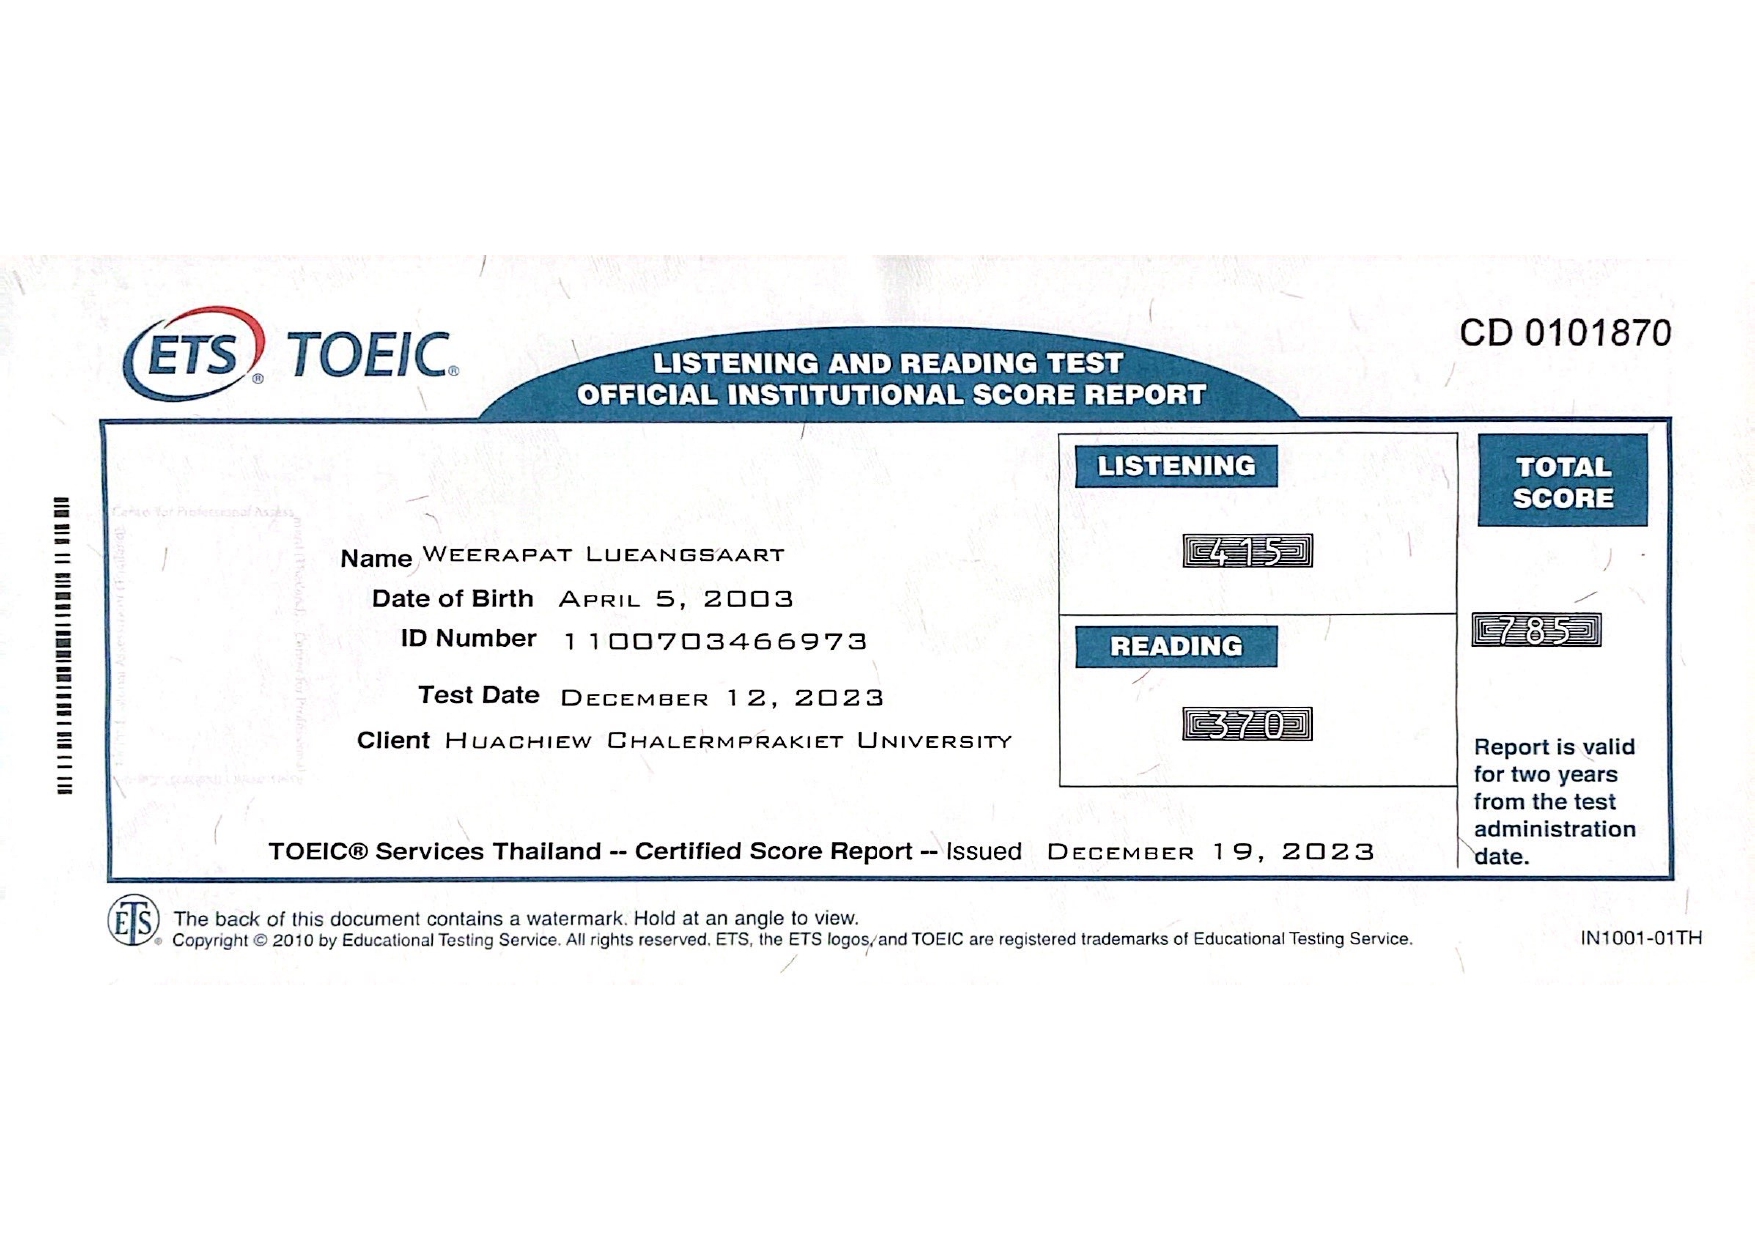 ETS® TOEIC®
LISTENING AND READING TEST
OFFICIAL INSTITUTIONAL SCORE REPORT
CD 0101870
LISTENING
415
READING
370
TOTAL
SCORE
785
Name WEERAPAT LUEANGSAART
Date of Birth APRIL 5, 2003
ID Number 1100703466973
Test Date DECEMBER 12, 2023
Client HUACHIEW CHALERMPRAKIET UNIVERSITY
Report is valid
for two years
from the test
administration
date.
TOEIC® Services Thailand -- Certified Score Report -- Issued DECEMBER 19, 2023
ETS® The back of this document contains a watermark. Hold at an angle to view.
Copyright © 2010 by Educational Testing Service. All rights reserved. ETS, the ETS logos, and TOEIC are registered trademarks of Educational Testing Service.
IN1001-01TH